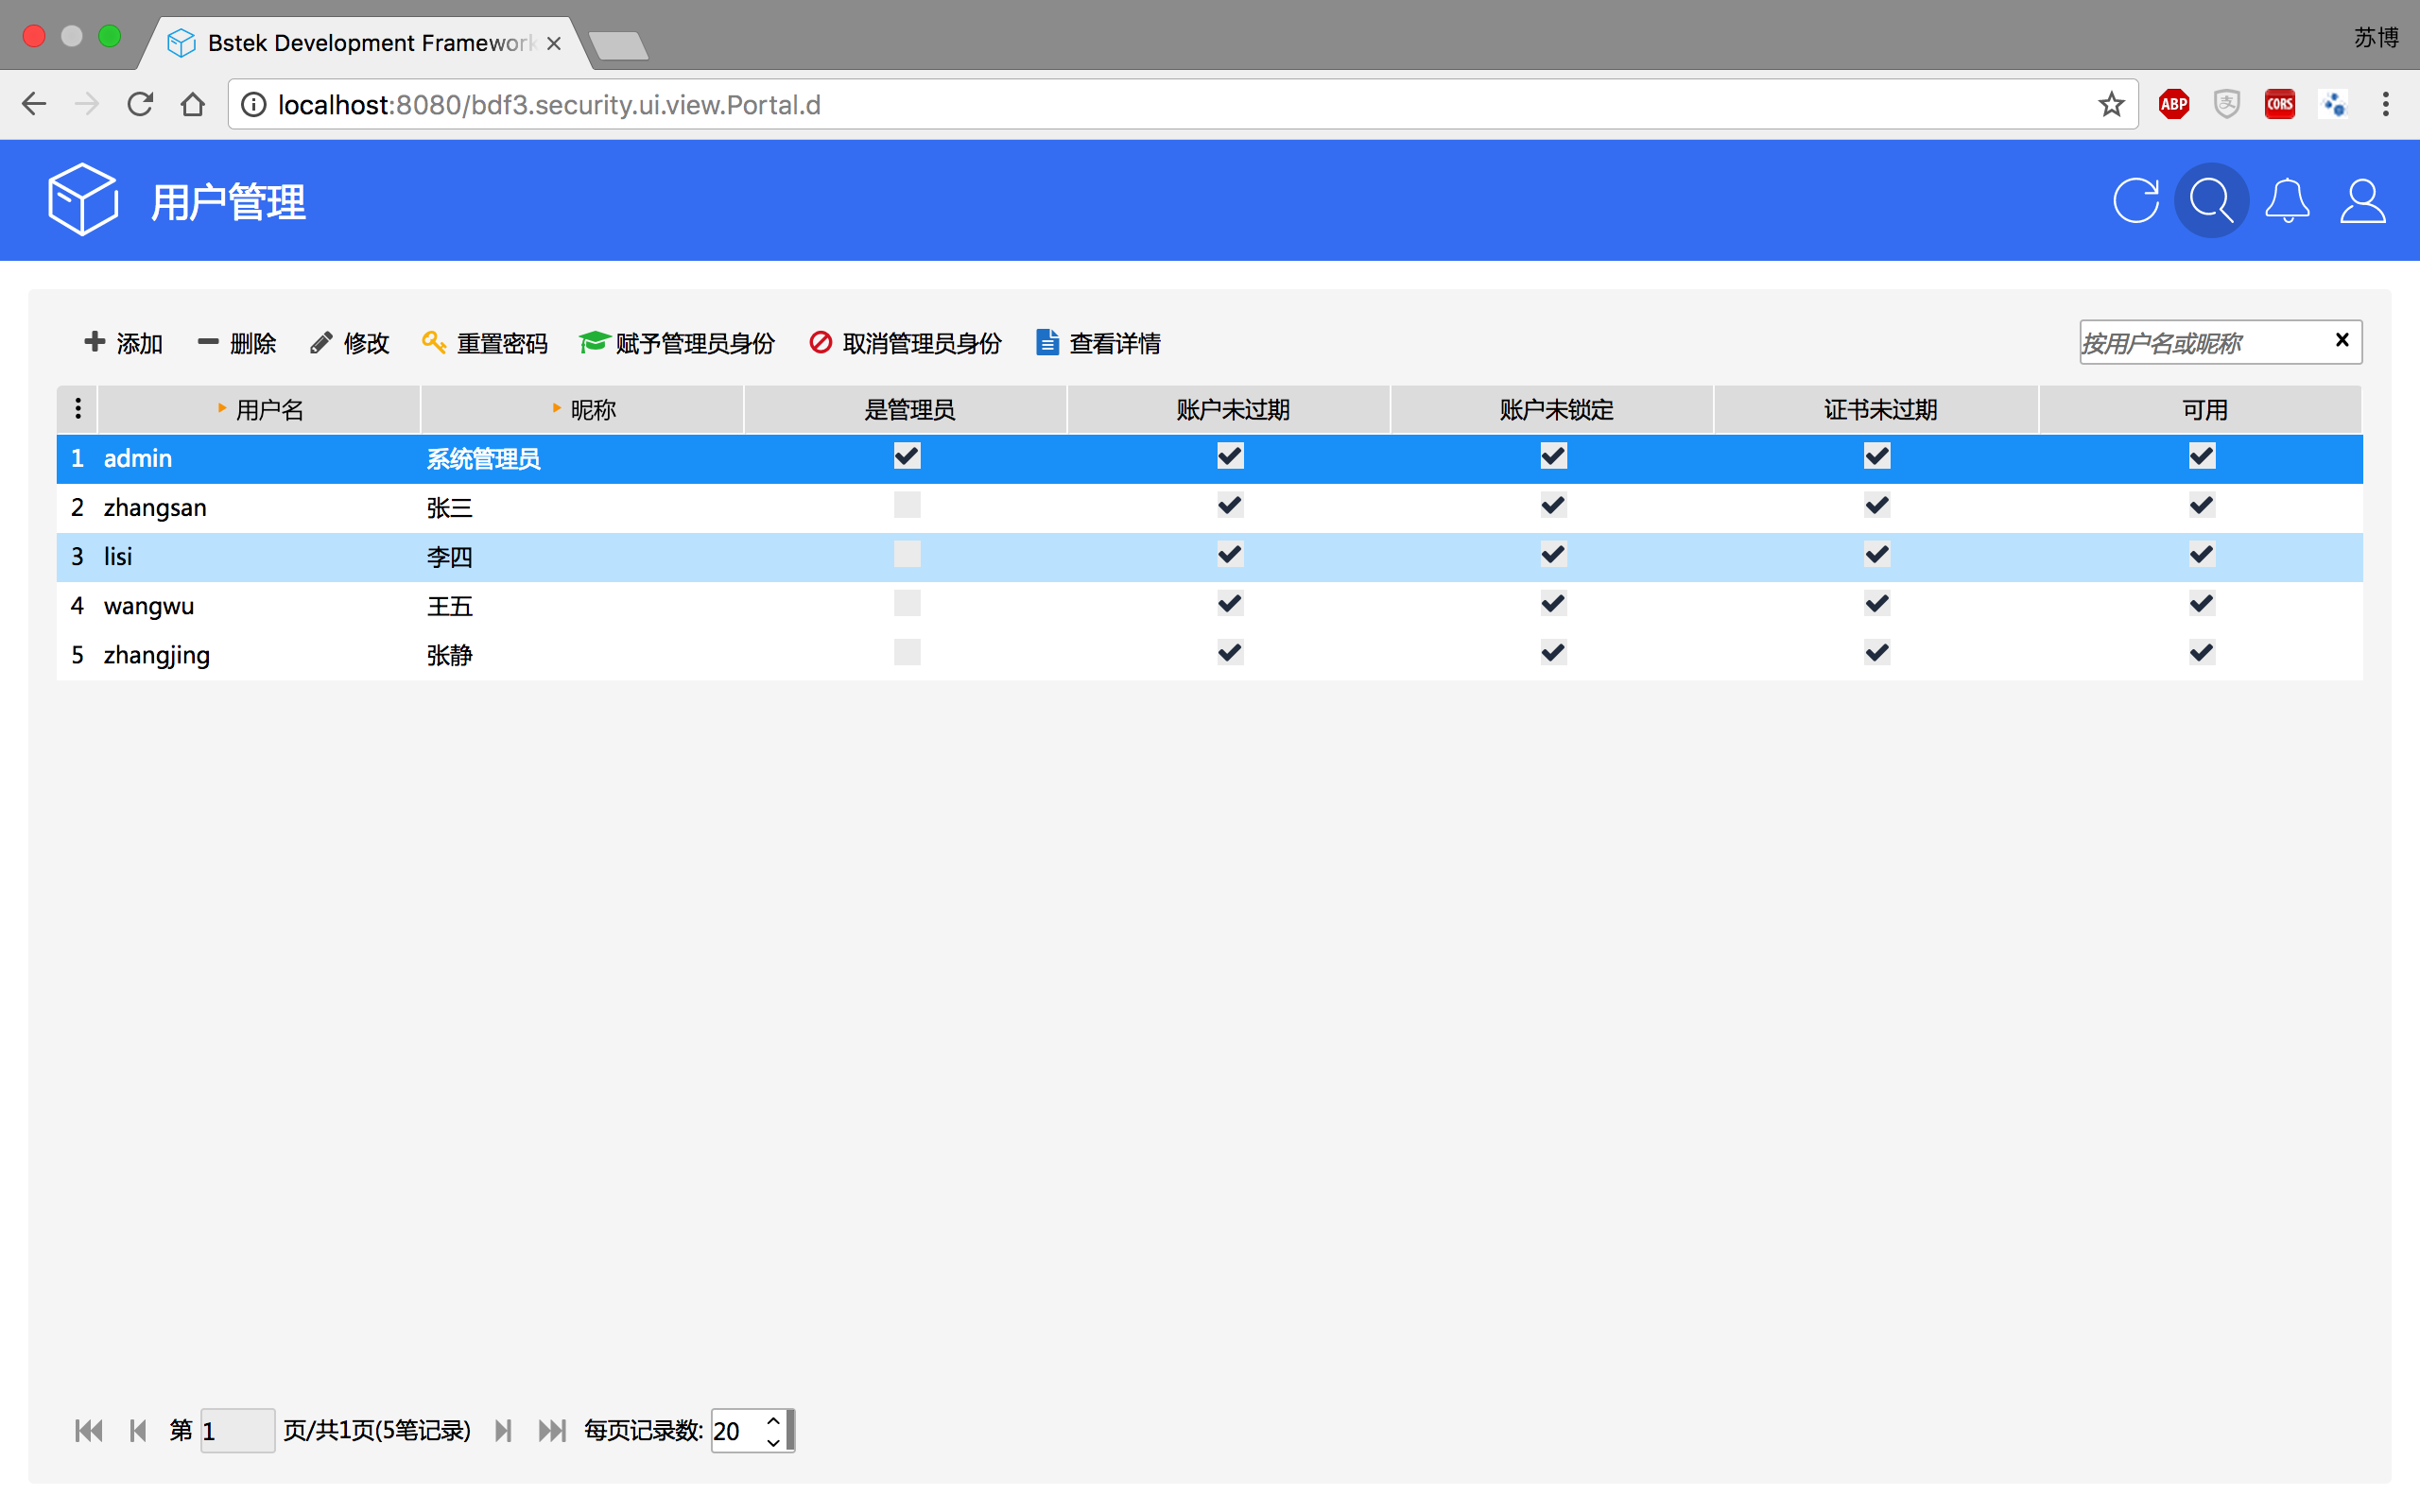 Bstek Development Framework
苏博
localhost:8080/bdf3.security.ui.view.Portal.d
ABP
支
CORS
用户管理
添加 删除 修改 重置密码 赋予管理员身份 取消管理员身份 查看详情 按用户名或昵称
用户名 昵称 是管理员 账户未过期 账户未锁定 证书未过期 可用
1 admin 系统管理员
2 zhangsan 张三
3 lisi 李四
4 wangwu 王五
5 zhangjing 张静
第 1 页/共1页(5笔记录) 每页记录数: 20